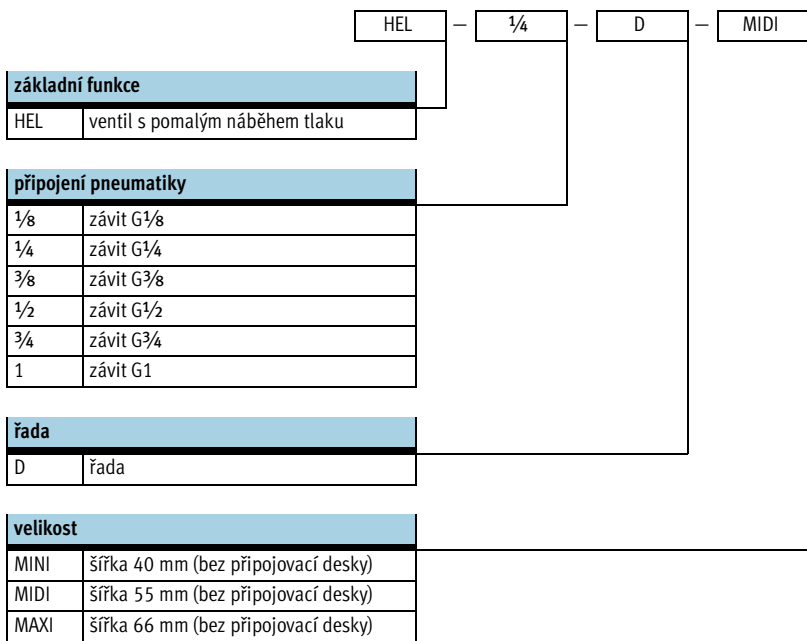 HEL – ¼ – D – MIDI
základní funkce
HEL ventil s pomalým náběhem tlaku
připojení pneumatiky
⅛ závit G⅛
¼ závit G¼
⅜ závit G⅜
½ závit G½
¾ závit G¾
1 závit G1
řada
D řada
velikost
MINI šířka 40 mm (bez připojovací desky)
MIDI šířka 55 mm (bez připojovací desky)
MAXI šířka 66 mm (bez připojovací desky)